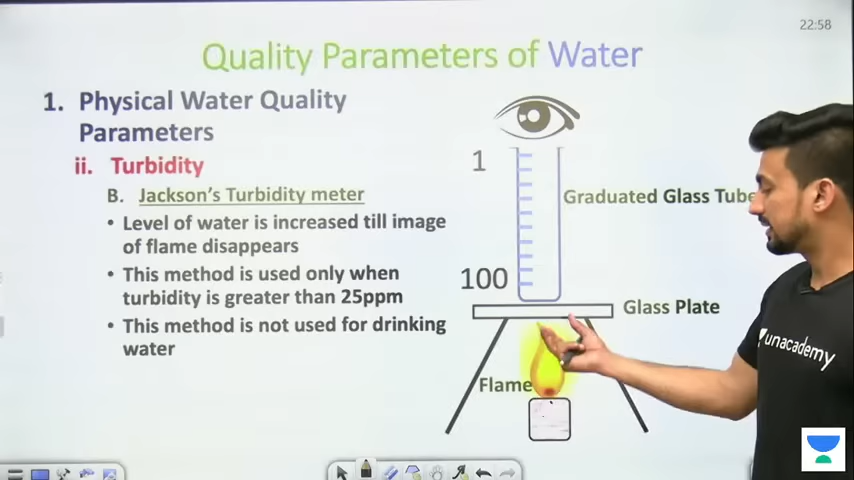 22:58
Quality Parameters of Water
1. Physical Water Quality
Parameters
ii. Turbidity
B. Jackson's Turbidity meter
• Level of water is increased till image
of flame disappears
• This method is used only when
turbidity is greater than 25ppm
• This method is not used for drinking
water
1
Graduated Glass Tube
100
Glass Plate
Flame
unacademy